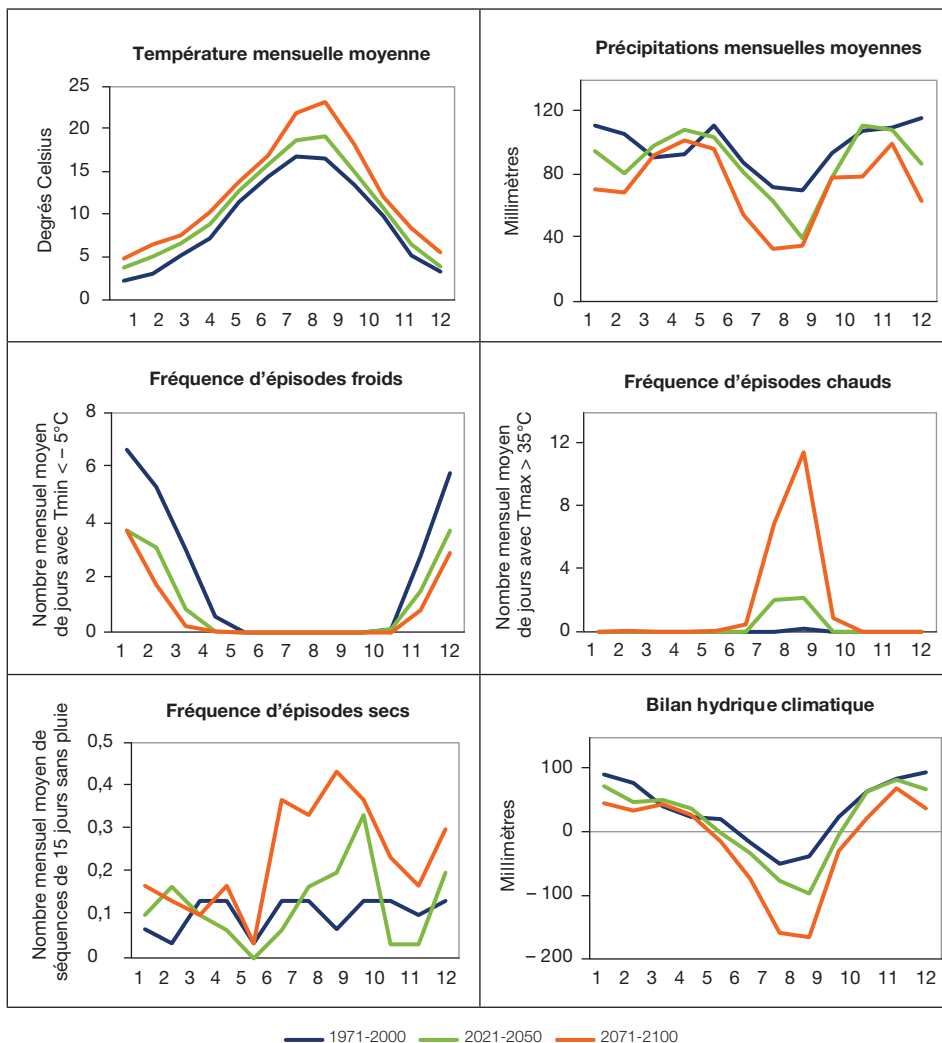 Température mensuelle moyenne
Degrés Celsius
25
20
15
10
5
0
1 2 3 4 5 6 7 8 9 10 11 12
Précipitations mensuelles moyennes
Millimètres
120
80
40
0
1 2 3 4 5 6 7 8 9 10 11 12
Fréquence d'épisodes froids
Nombre mensuel moyen
de jours avec Tmin < – 5°C
8
6
4
2
0
1 2 3 4 5 6 7 8 9 10 11 12
Fréquence d'épisodes chauds
Nombre mensuel moyen
de jours avec Tmax > 35°C
12
8
4
0
1 2 3 4 5 6 7 8 9 10 11 12
Fréquence d'épisodes secs
Nombre mensuel moyen de
séquences de 15 jours sans pluie
0,5
0,4
0,3
0,2
0,1
0
1 2 3 4 5 6 7 8 9 10 11 12
Bilan hydrique climatique
Millimètres
100
0
– 100
– 200
1 2 3 4 5 6 7 8 9 10 11 12
1971-2000 2021-2050 2071-2100